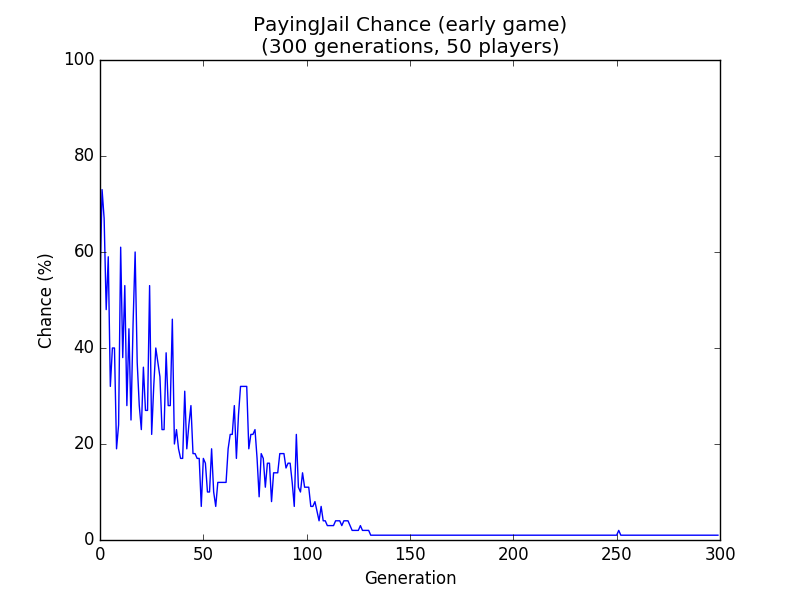 PayingJail Chance (early game)
(300 generations, 50 players)
100
80
60
40
20
0
Chance (%)
0 50 100 150 200 250 300
Generation